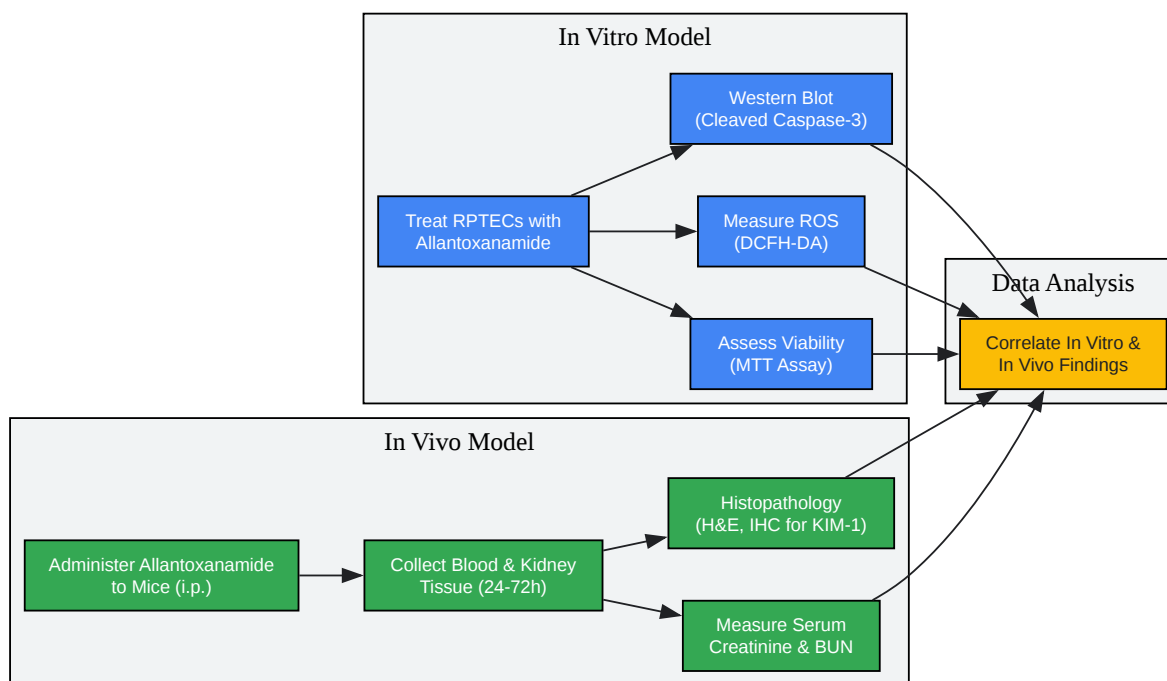 In Vitro Model
Western Blot
(Cleaved Caspase-3)
Treat RPTECs with
Allantoxanamide
Measure ROS
(DCFH-DA)
Assess Viability
(MTT Assay)
Data Analysis
Correlate In Vitro &
In Vivo Findings
In Vivo Model
Administer Allantoxanamide
to Mice (i.p.)
Collect Blood & Kidney
Tissue (24-72h)
Histopathology
(H&E, IHC for KIM-1)
Measure Serum
Creatinine & BUN